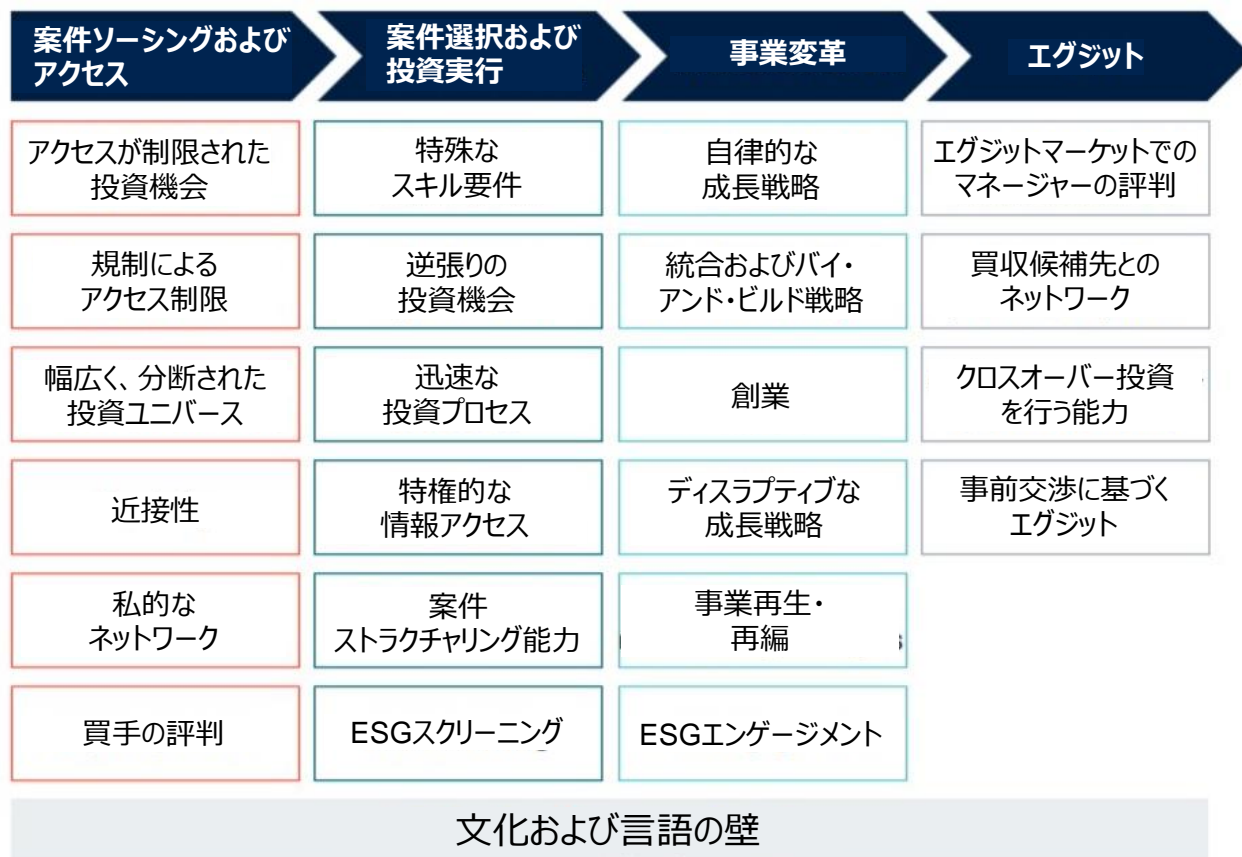 案件ソーシングおよび
アクセス
案件選択および
投資実行
事業変革
エグジット
アクセスが制限された
投資機会
特殊な
スキル要件
自律的な
成長戦略
エグジットマーケットでの
マネージャーの評判
規制による
アクセス制限
逆張りの
投資機会
統合およびバイ・
アンド・ビルド戦略
買収候補先との
ネットワーク
幅広く、分断された
投資ユニバース
迅速な
投資プロセス
創業
クロスオーバー投資
を行う能力
近接性
特権的な
情報アクセス
ディスラプティブな
成長戦略
事前交渉に基づく
エグジット
私的な
ネットワーク
案件
ストラクチャリング能力
事業再生・
再編
買手の評判
ESGスクリーニング
ESGエンゲージメント
文化および言語の壁